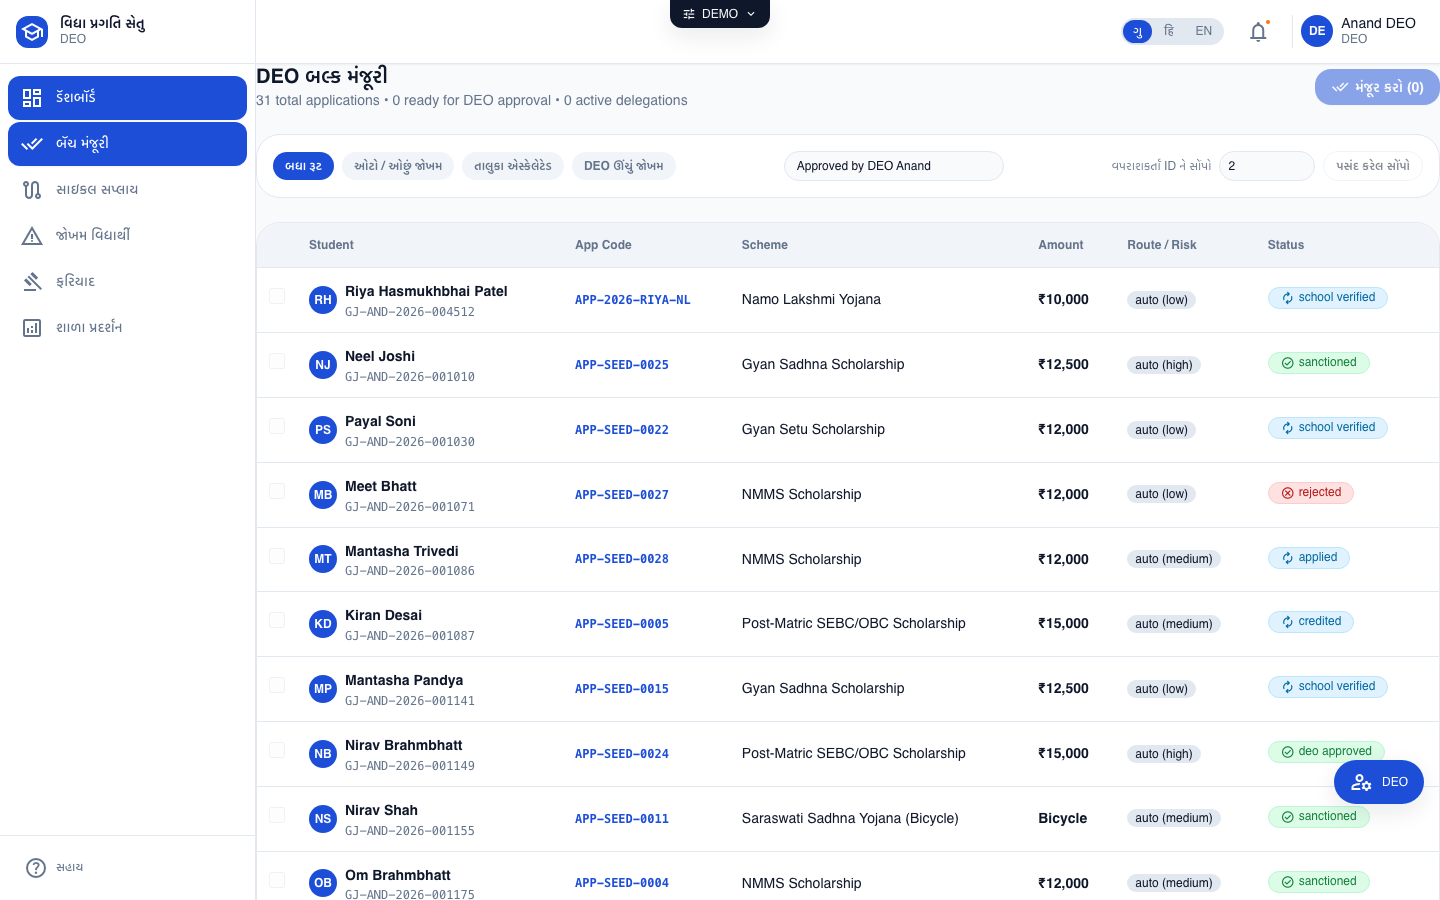 વિદ્યા પ્રગતિ સેતુ
DEO
DEMO
ગુ
हि
EN
DE
Anand DEO
DEO
ડૅશબૉર્ડ
બૅચ મંજૂરી
સાઇકલ સપ્લાય
જોખમ વિદ્યાર્થી
ફરિયાદ
શાળા પ્રદર્શન
સહાય
DEO બલ્ક મંજૂરી
31 total applications • 0 ready for DEO approval • 0 active delegations
મંજૂર કરો (0)
બધા રૂટ
ઓટો / ઓછું જોખમ
તાલુકા એસ્કેલેટેડ
DEO ઊંચું જોખમ
Approved by DEO Anand
વપરાશકર્તા ID ને સોંપો
2
પસંદ કરેલ સોંપો
Student App Code Scheme Amount Route / Risk Status
RH Riya Hasmukhbhai Patel APP-2026-RIYA-NL Namo Lakshmi Yojana ₹10,000 auto (low) school verified
GJ-AND-2026-004512
NJ Neel Joshi APP-SEED-0025 Gyan Sadhna Scholarship ₹12,500 auto (high) sanctioned
GJ-AND-2026-001010
PS Payal Soni APP-SEED-0022 Gyan Setu Scholarship ₹12,000 auto (low) school verified
GJ-AND-2026-001030
MB Meet Bhatt APP-SEED-0027 NMMS Scholarship ₹12,000 auto (low) rejected
GJ-AND-2026-001071
MT Mantasha Trivedi APP-SEED-0028 NMMS Scholarship ₹12,000 auto (medium) applied
GJ-AND-2026-001086
KD Kiran Desai APP-SEED-0005 Post-Matric SEBC/OBC Scholarship ₹15,000 auto (medium) credited
GJ-AND-2026-001087
MP Mantasha Pandya APP-SEED-0015 Gyan Sadhna Scholarship ₹12,500 auto (low) school verified
GJ-AND-2026-001141
NB Nirav Brahmbhatt APP-SEED-0024 Post-Matric SEBC/OBC Scholarship ₹15,000 auto (high) deo approved
GJ-AND-2026-001149
DEO
NS Nirav Shah APP-SEED-0011 Saraswati Sadhna Yojana (Bicycle) Bicycle auto (medium) sanctioned
GJ-AND-2026-001155
OB Om Brahmbhatt APP-SEED-0004 NMMS Scholarship ₹12,000 auto (medium) sanctioned
GJ-AND-2026-001175